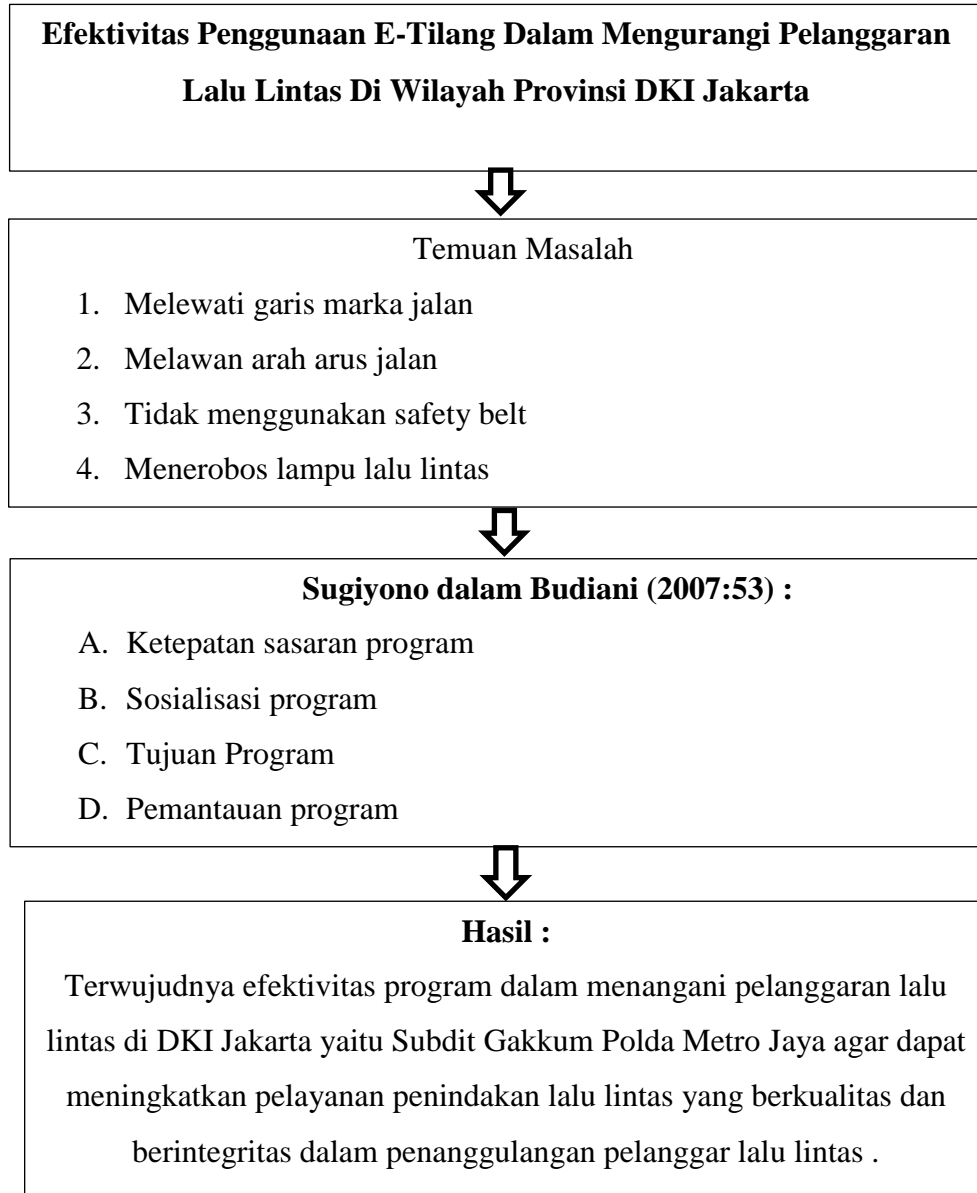 Efektivitas Penggunaan E-Tilang Dalam Mengurangi Pelanggaran
Lalu Lintas Di Wilayah Provinsi DKI Jakarta
Temuan Masalah
1. Melewati garis marka jalan
2. Melawan arah arus jalan
3. Tidak menggunakan safety belt
4. Menerobos lampu lalu lintas
Sugiyono dalam Budiani (2007:53) :
A. Ketepatan sasaran program
B. Sosialisasi program
C. Tujuan Program
D. Pemantauan program
Hasil :
Terwujudnya efektivitas program dalam menangani pelanggaran lalu
lintas di DKI Jakarta yaitu Subdit Gakkum Polda Metro Jaya agar dapat
meningkatkan pelayanan penindakan lalu lintas yang berkualitas dan
berintegritas dalam penanggulangan pelanggar lalu lintas .